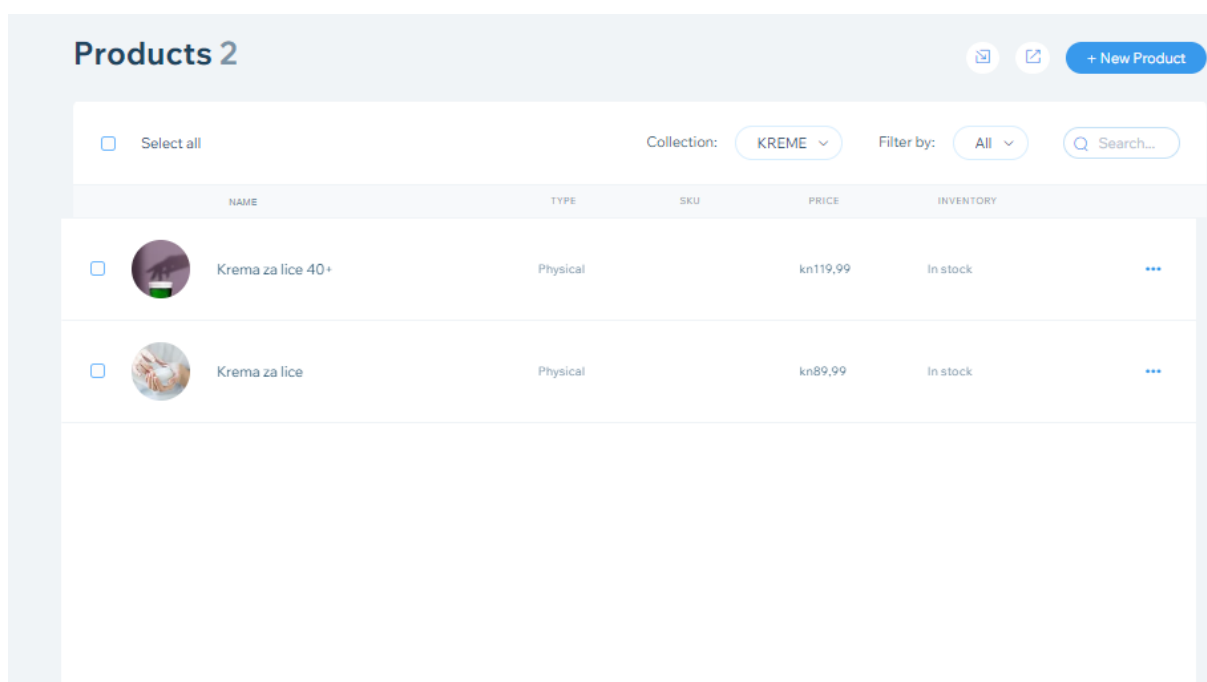 Products 2
+ New Product
Select all
Collection: KREME Filter by: All Search...
NAME TYPE SKU PRICE INVENTORY
Krema za lice 40+ Physical kn119,99 In stock
Krema za lice Physical kn89,99 In stock